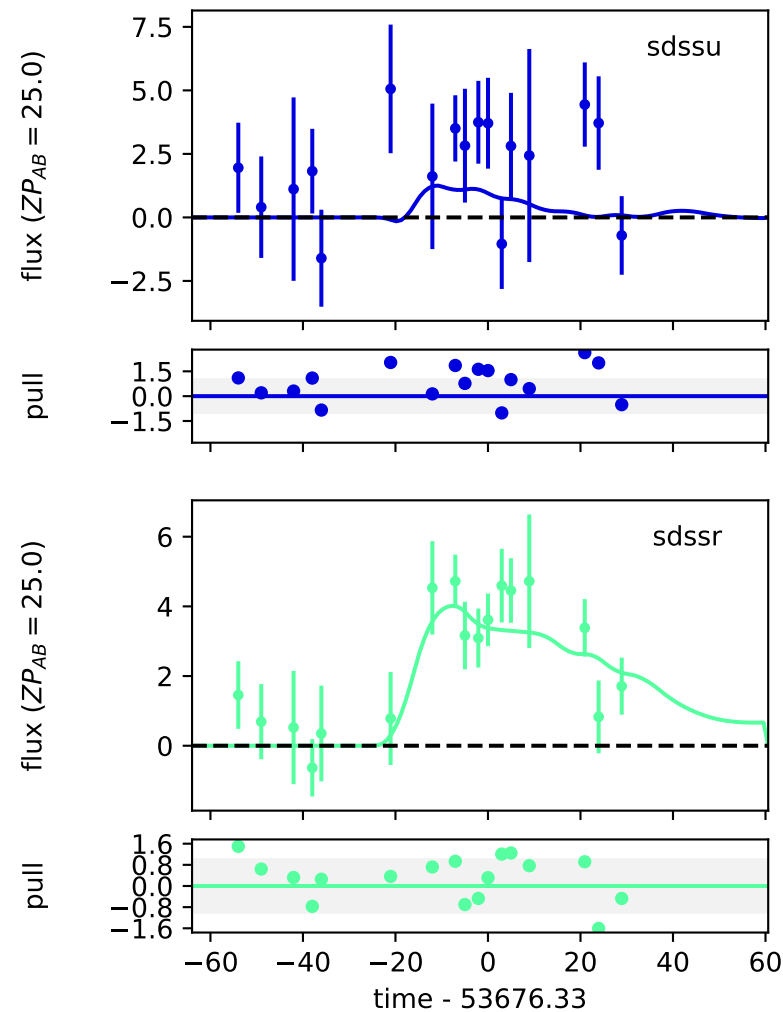 7.5
5.0
2.5
0.0
−2.5
flux (ZP_AB = 25.0)
sdssu
1.5
0.0
−1.5
pull
6
4
2
0
flux (ZP_AB = 25.0)
sdssr
1.6
0.8
0.0
−0.8
−1.6
pull
−60 −40 −20 0 20 40 60
time - 53676.33